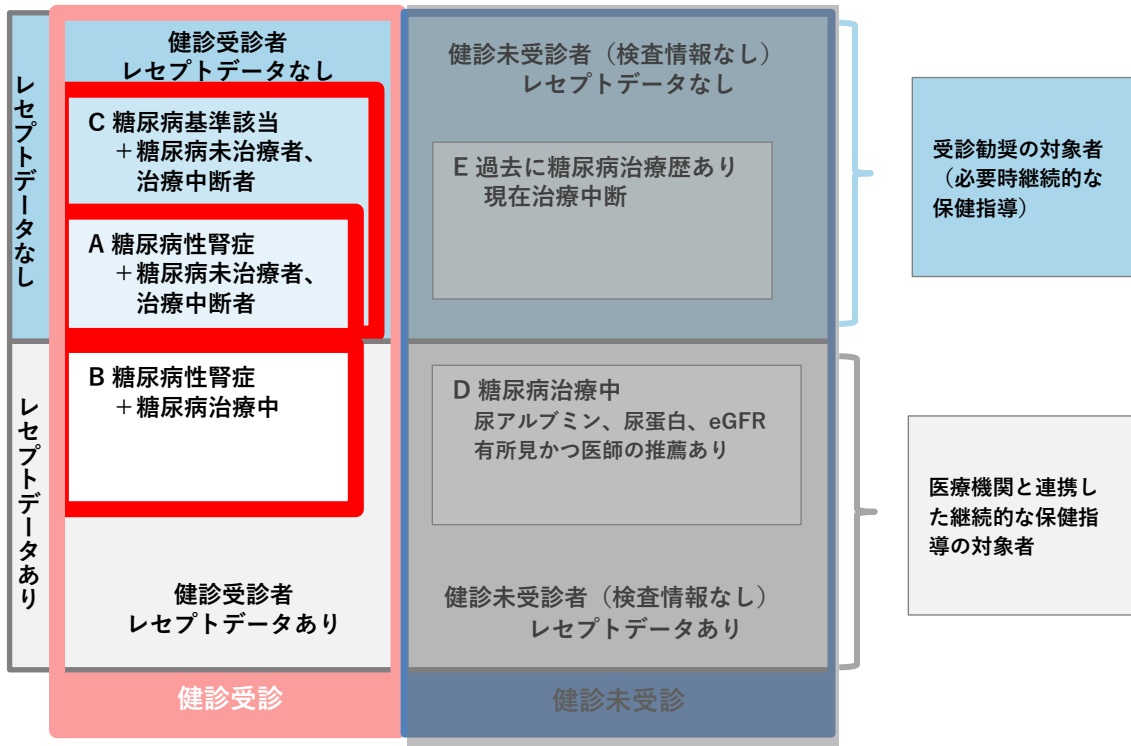 レセプトデータなし
健診受診者
レセプトデータなし
C 糖尿病基準該当
＋糖尿病未治療者、
治療中断者
A 糖尿病性腎症
＋糖尿病未治療者、
治療中断者
健診未受診者（検査情報なし）
レセプトデータなし
E 過去に糖尿病治療歴あり
現在治療中断
受診勧奨の対象者
（必要時継続的な
保健指導）
レセプトデータあり
B 糖尿病性腎症
＋糖尿病治療中
健診受診者
レセプトデータあり
D 糖尿病治療中
尿アルブミン、尿蛋白、eGFR
有所見かつ医師の推薦あり
健診未受診者（検査情報なし）
レセプトデータあり
医療機関と連携し
た継続的な保健指
導の対象者
健診受診
健診未受診